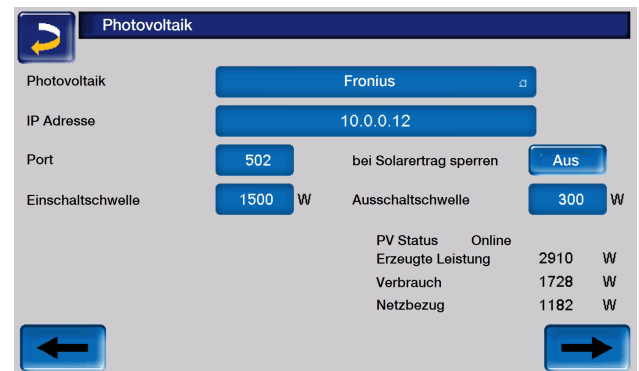 Photovoltaik
Photovoltaik Fronius
IP Adresse 10.0.0.12
Port 502 bei Solarertrag sperren Aus
Einschaltschwelle 1500 W Ausschaltschwelle 300 W
PV Status Online
Erzeugte Leistung 2910 W
Verbrauch 1728 W
Netzbezug 1182 W